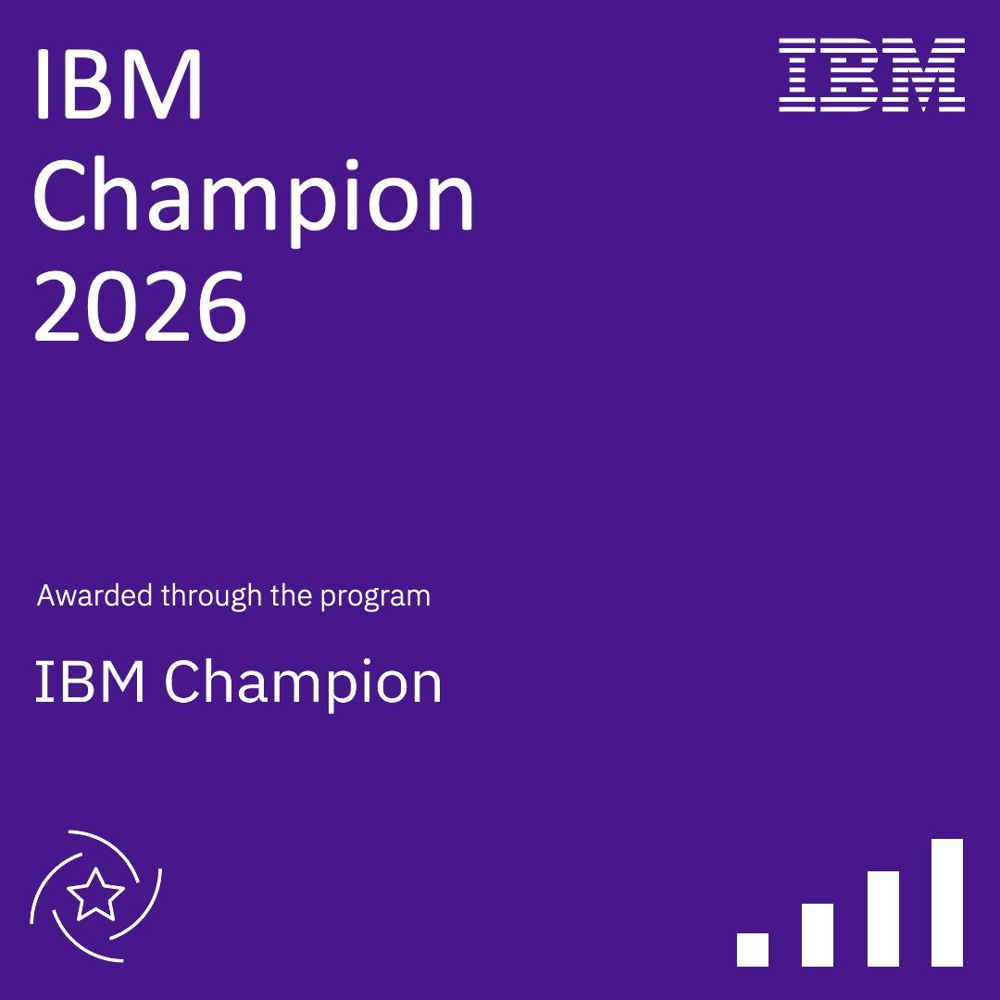 IBM
Champion
2026
IBM
Awarded through the program
IBM Champion